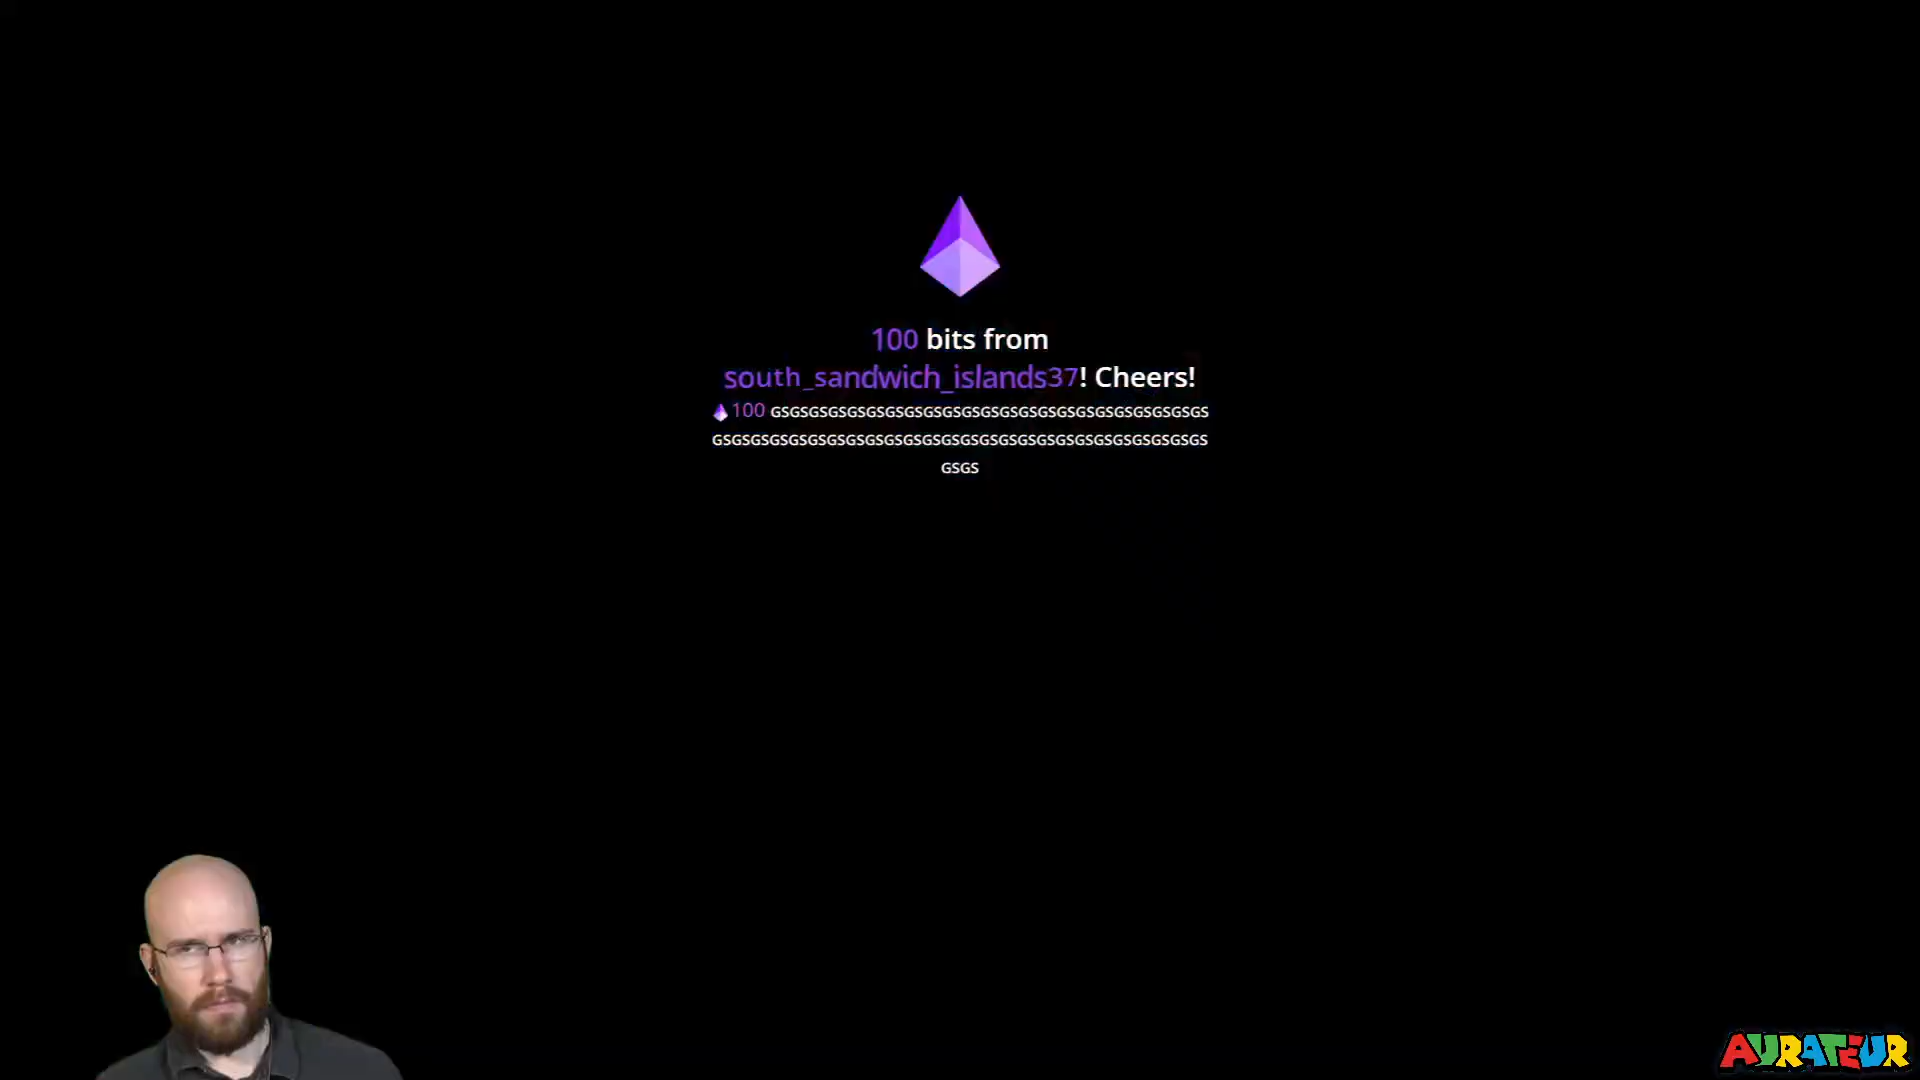 100 bits from
south_sandwich_islands37! Cheers!
100 GSGSGSGSGSGSGSGSGSGSGSGSGSGSGSGSGSGSGSGSGSGSGS
GSGSGSGSGSGSGSGSGSGSGSGSGSGSGSGSGSGSGSGSGSGSGSGSGSGS
GSGS
AURATEUR